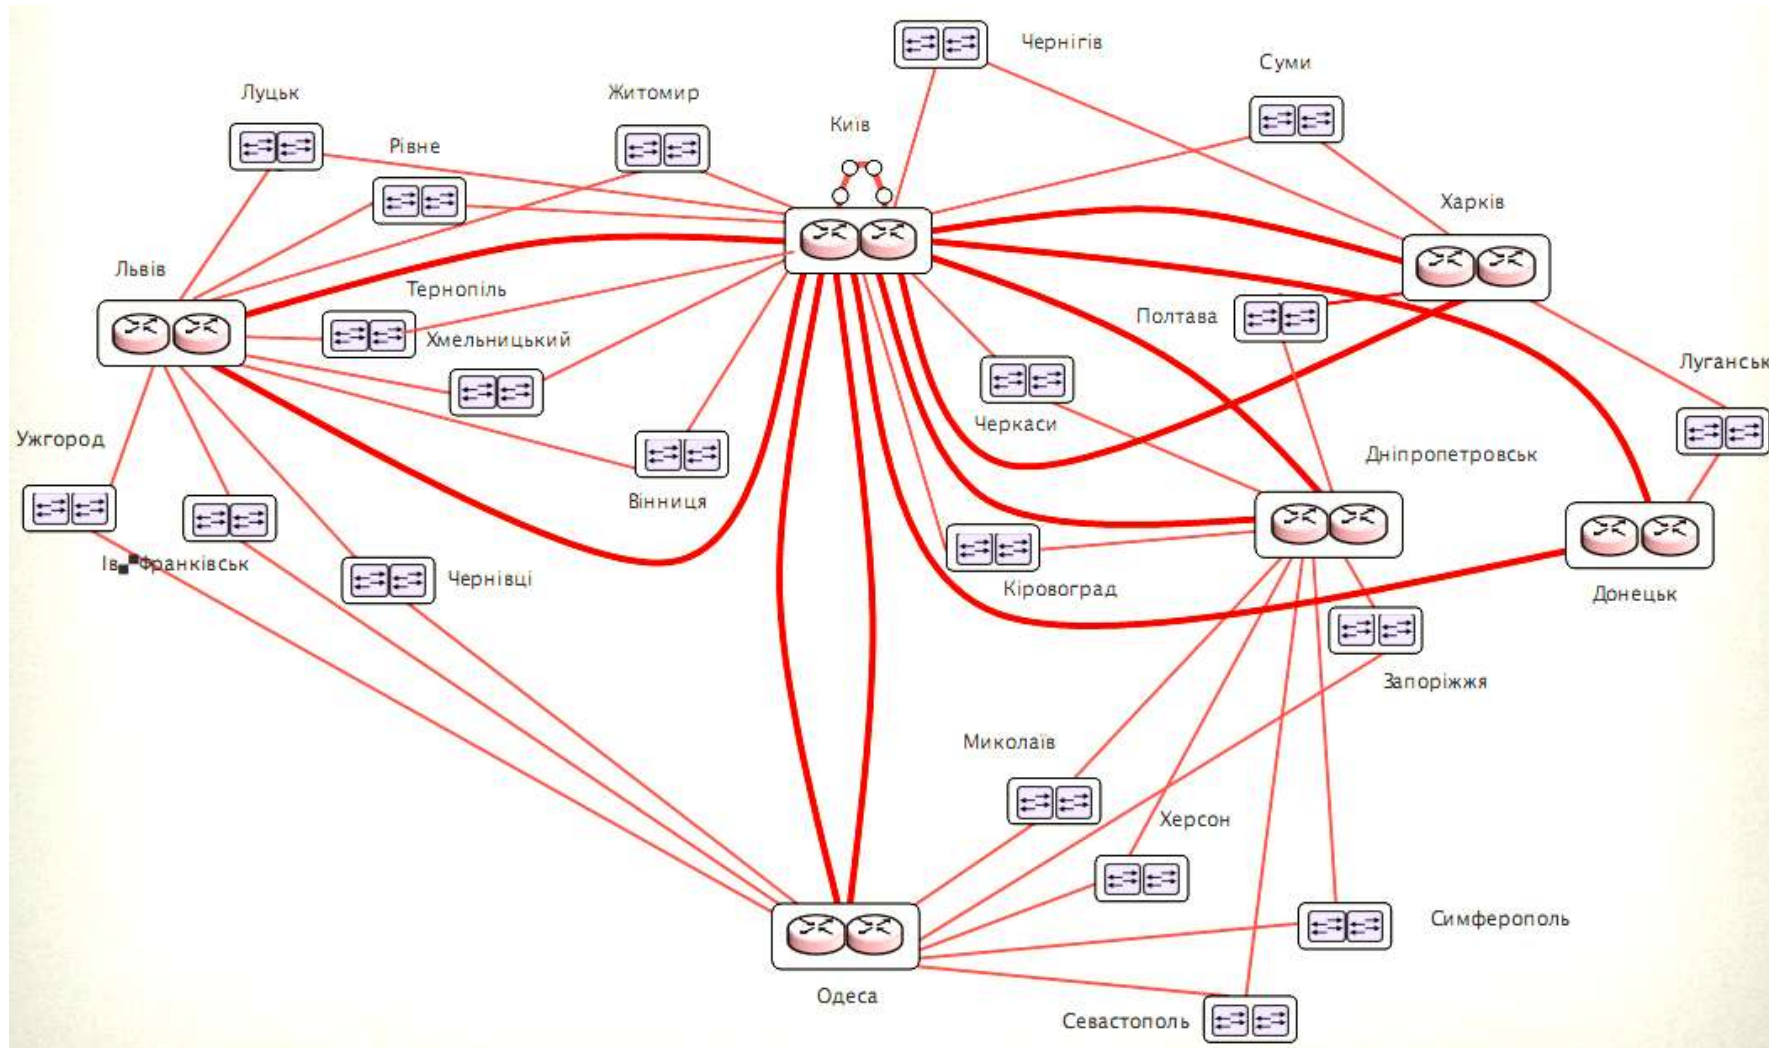 Чернігів
Суми
Луцьк
Житомир
Київ
Рівне
Харків
Львів
Тернопіль
Полтава
Хмельницький
Луганськ
Черкаси
Ужгород
Дніпропетровськ
Вінниця
Франківськ
Чернівці
Кіровоград
Донецьк
Запоріжжя
Миколаїв
Херсон
Симферополь
Одеса
Севастополь